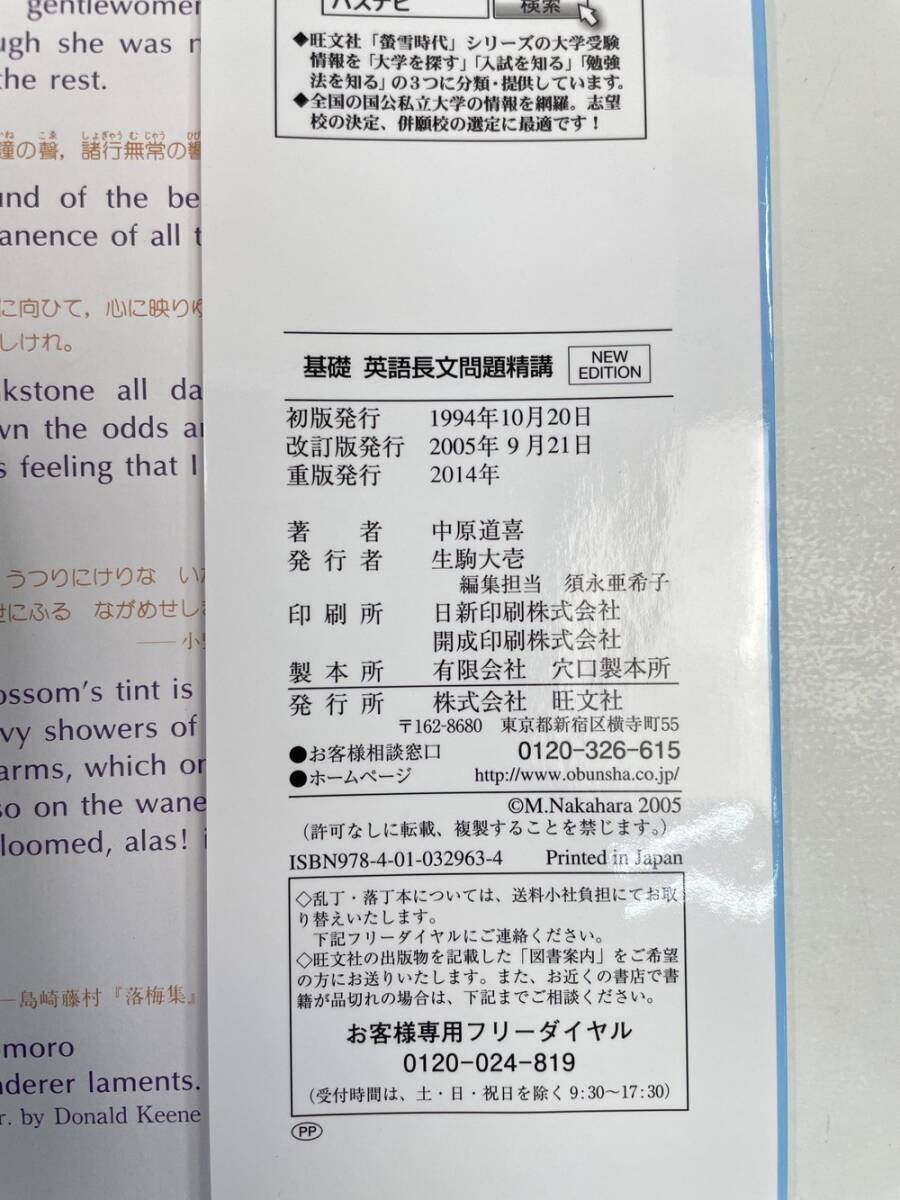 gentlewomen
ugh she was
the rest.
鐘の聲，諸行無常の響
und of the be
anence of all t
に向ひて，心に映りゆ
しけれ。
kstone all da
wn the odds a
s feeling that I
うつりにけりな い
せにふる ながめせし
ossom's tint is
vy showers of
arms, which or
so on the wane
loomed, alas! i
―島崎藤村『落梅集』
omoro
nderer laments.
r. by Donald Keene
パスナビ 検索
◆旺文社「螢雪時代」シリーズの大学受験
情報を「大学を探す」「入試を知る」「勉強
法を知る」の3つに分類・提供しています。
◆全国の国公私立大学の情報を網羅。志望
校の決定、併願校の選定に最適です！
基礎 英語長文問題精講 NEW EDITION
初版発行 1994年10月20日
改訂版発行 2005年9月21日
重版発行 2014年
著者 中原道喜
発行者 生駒大壱
編集担当 須永亜希子
印刷所 日新印刷株式会社
開成印刷株式会社
製本所 有限会社 穴口製本所
発行所 株式会社 旺文社
〒162-8680 東京都新宿区横寺町55
●お客様相談窓口 0120-326-615
●ホームページ http://www.obunsha.co.jp/
©M.Nakahara 2005
（許可なしに転載、複製することを禁じます。）
ISBN978-4-01-032963-4 Printed in Japan
◇乱丁・落丁本については、送料小社負担にてお取
り替えいたします。
下記フリーダイヤルにご連絡ください。
◇旺文社の出版物を記載した「図書案内」をご希望
の方にお送りいたします。また、お近くの書店で書
籍が品切れの場合は、下記までご相談ください。
お客様専用フリーダイヤル
0120-024-819
（受付時間は、土・日・祝日を除く9:30～17:30）
PP